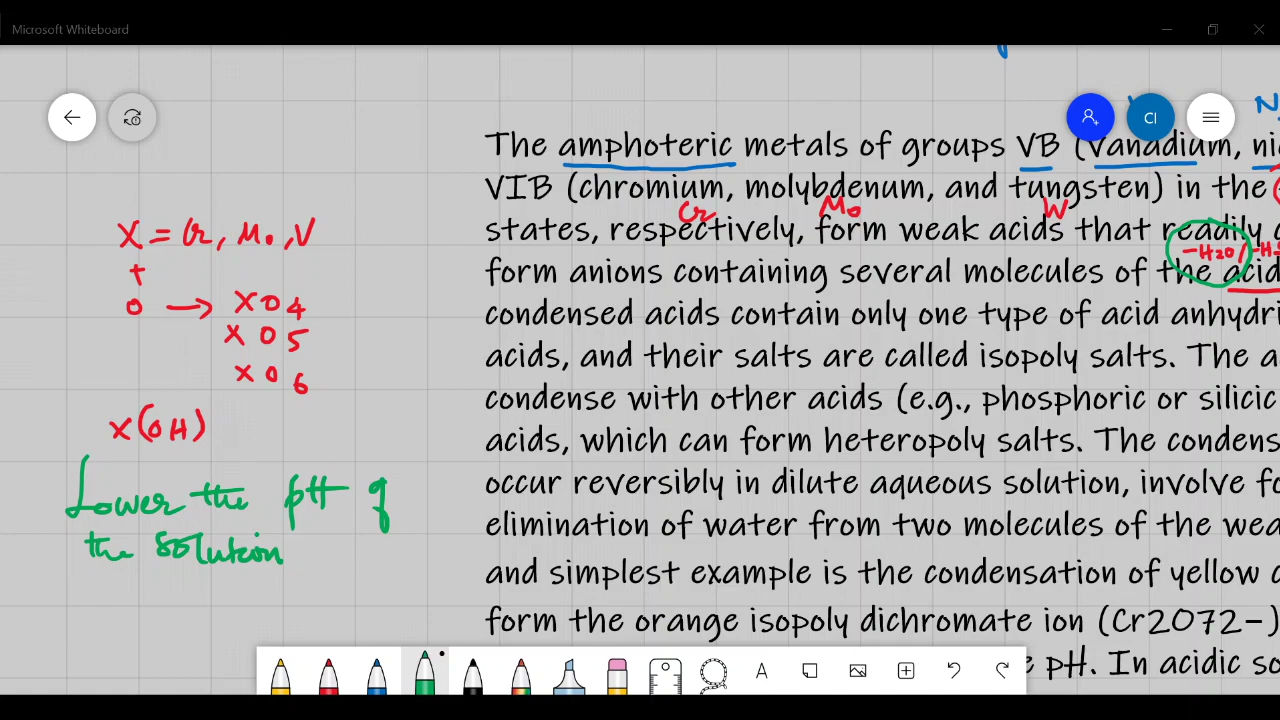 Microsoft Whiteboard
CI
N
The amphoteric metals of groups VB (vanadium, ni
VIB (chromium, molybdenum, and tungsten) in the
Cr Mo W
states, respectively, form weak acids that readily c
-H2O/-H
form anions containing several molecules of the acid
condensed acids contain only one type of acid anhydri
acids, and their salts are called isopoly salts. The a
condense with other acids (e.g., phosphoric or silicic
acids, which can form heteropoly salts. The condens
occur reversibly in dilute aqueous solution, involve fo
elimination of water from two molecules of the wea
and simplest example is the condensation of yellow c
form the orange isopoly dichromate ion (Cr2O72-)
pH. In acidic so
X = Cr, Mo, V
+
O → XO4
XO5
XO6
X(OH)
Lower the pH of
the solution
A